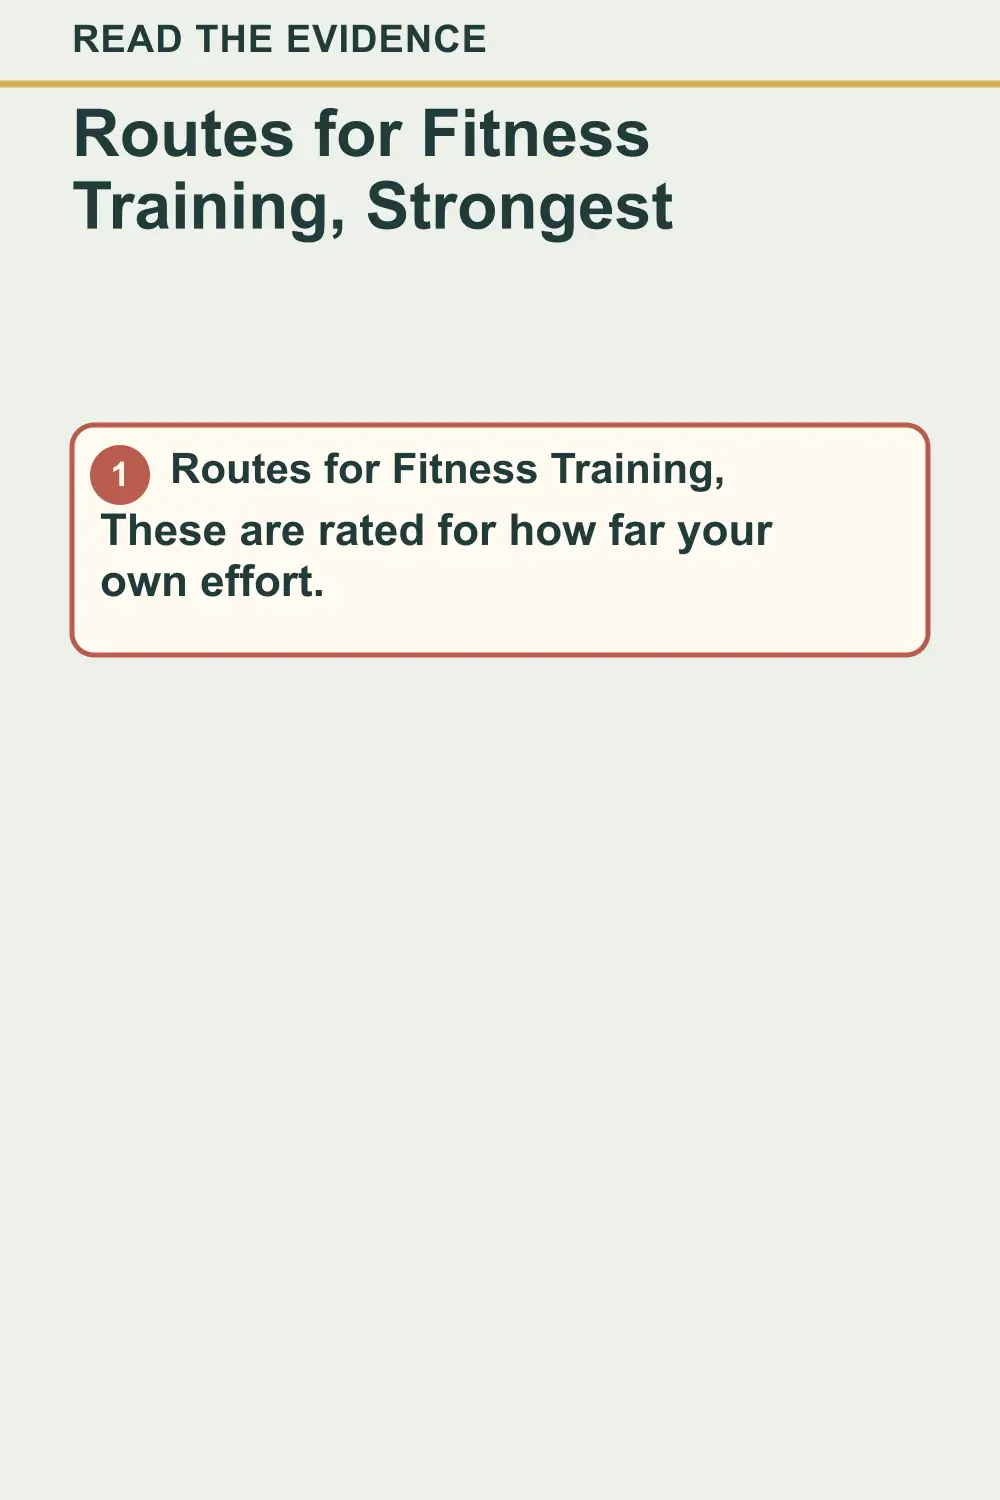 READ THE EVIDENCE
Routes for Fitness
Training, Strongest
1 Routes for Fitness Training,
These are rated for how far your
own effort.